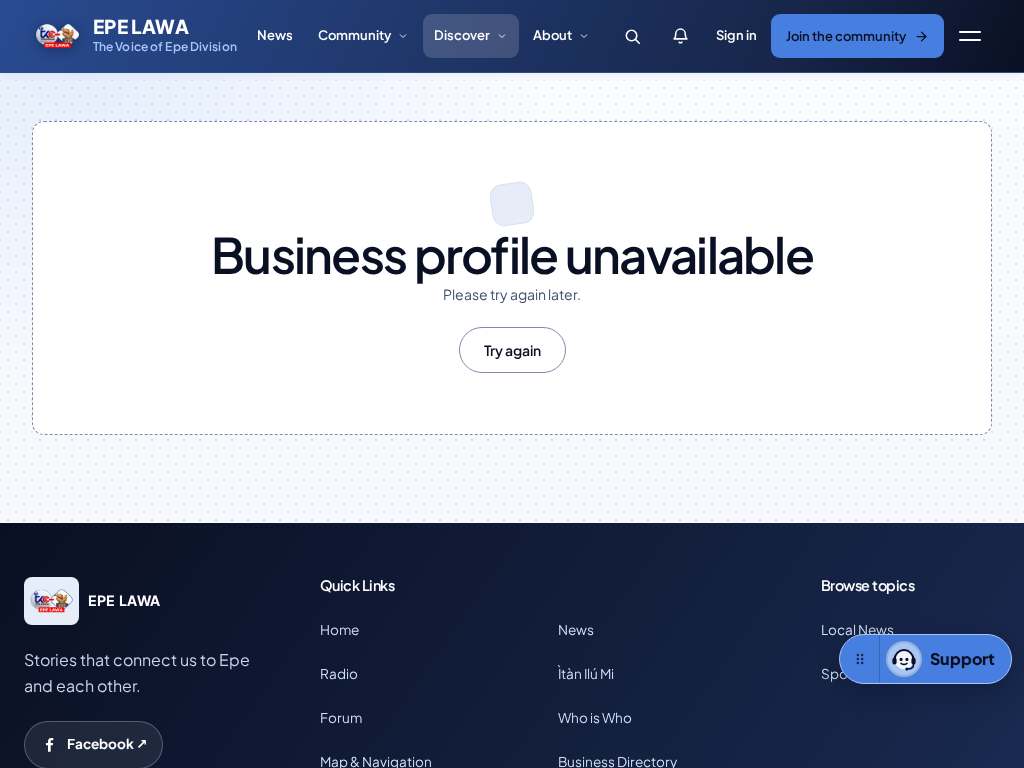 EPE LAWA
The Voice of Epe Division
News
Community
Discover
About
Sign in
Join the community →
Business profile unavailable
Please try again later.
Try again
EPE LAWA
EPE LAWA
Stories that connect us to Epe
and each other.
Facebook ↗
Quick Links
Home
Radio
Forum
Map & Navigation
News
Ìtàn Ilú Mi
Who is Who
Business Directory
Browse topics
Local News
Support